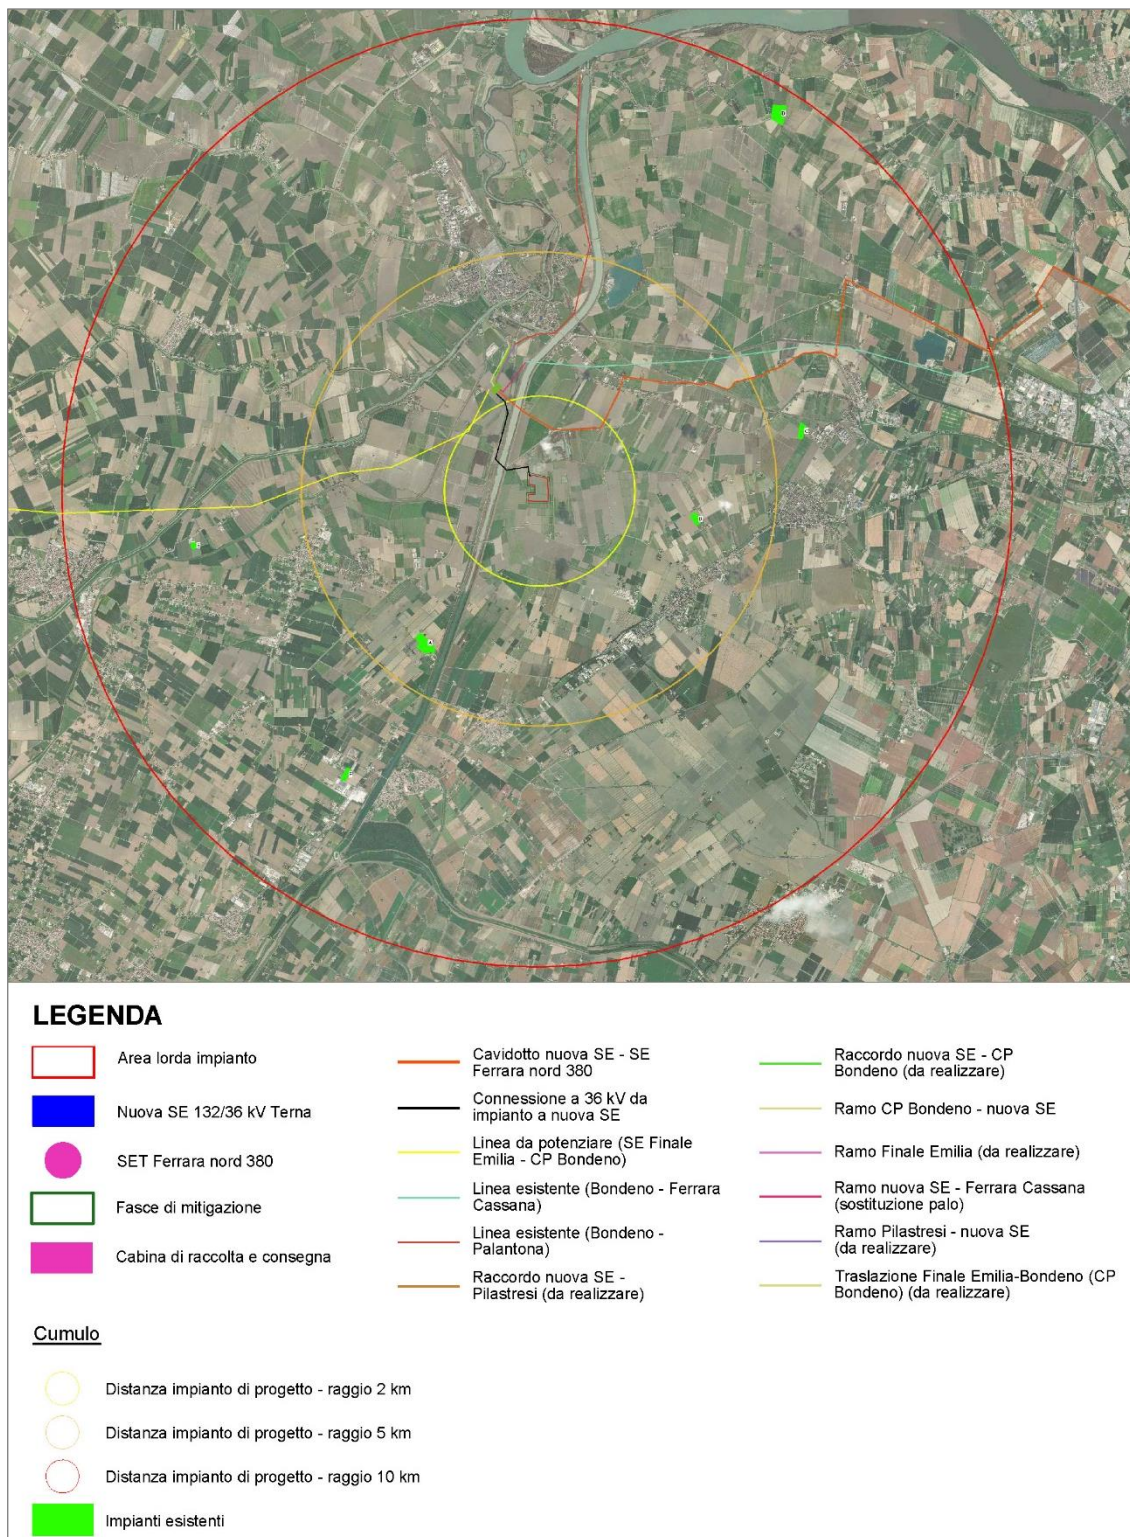 LEGENDA
Area lorda impianto
Nuova SE 132/36 kV Terna
SET Ferrara nord 380
Fasce di mitigazione
Cabina di raccolta e consegna
Cavidotto nuova SE - SE
Ferrara nord 380
Connessione a 36 kV da
impianto a nuova SE
Linea da potenziare (SE Finale
Emilia - CP Bondeno)
Linea esistente (Bondeno - Ferrara
Cassana)
Linea esistente (Bondeno -
Palantona)
Raccordo nuova SE -
Pilastresi (da realizzare)
Raccordo nuova SE - CP
Bondeno (da realizzare)
Ramo CP Bondeno - nuova SE
Ramo Finale Emilia (da realizzare)
Ramo nuova SE - Ferrara Cassana
(sostituzione palo)
Ramo Pilastresi - nuova SE
(da realizzare)
Traslazione Finale Emilia-Bondeno (CP
Bondeno) (da realizzare)
Cumulo
Distanza impianto di progetto - raggio 2 km
Distanza impianto di progetto - raggio 5 km
Distanza impianto di progetto - raggio 10 km
Impianti esistenti